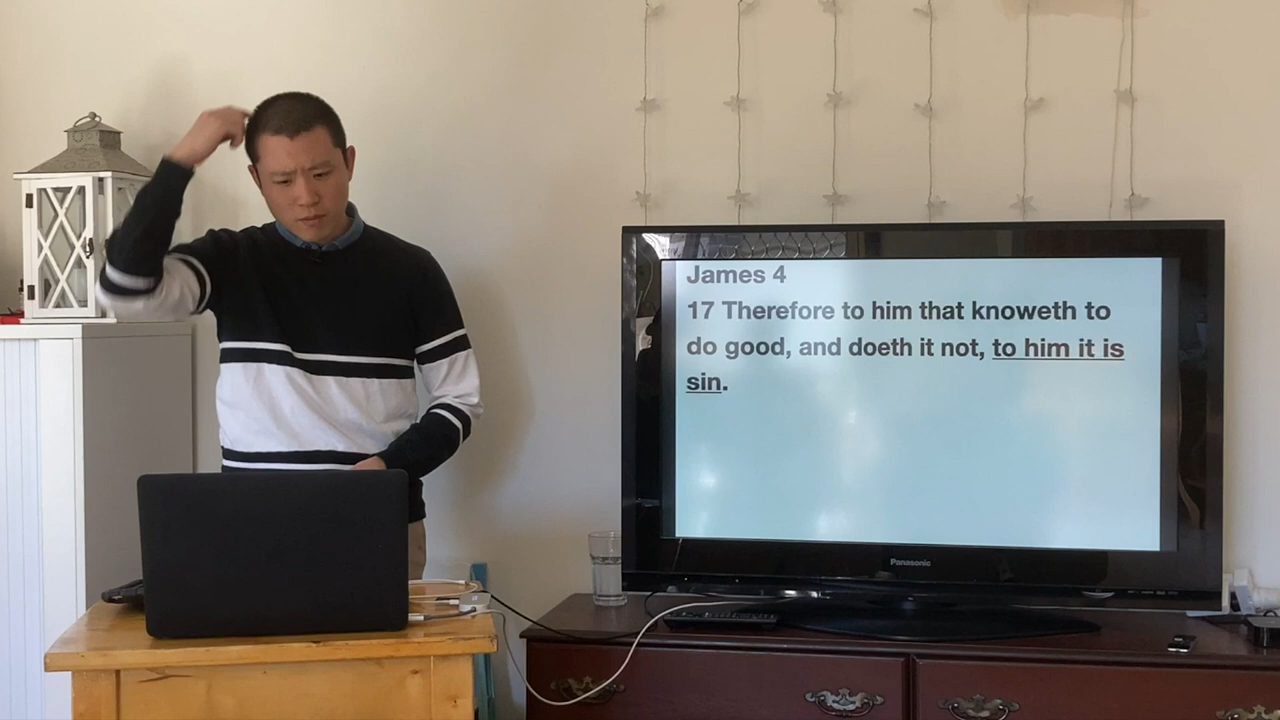 James 4
17 Therefore to him that knoweth to
do good, and doeth it not, to him it is
sin.
Panasonic